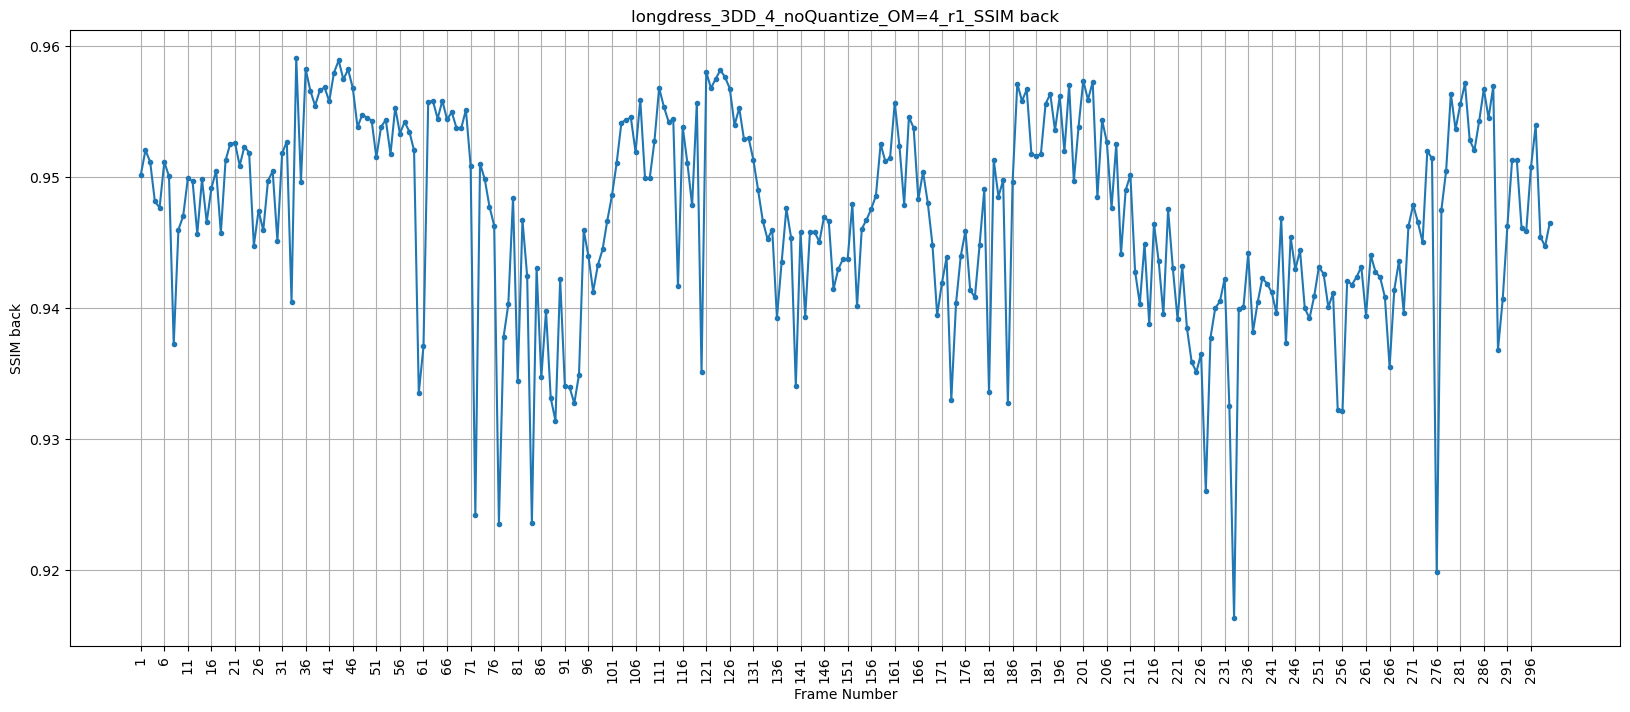 longdress_3DD_4_noQuantize_OM=4_r1_SSIM back
0.96
0.95
0.94
0.93
0.92
SSIM back
1 6 11 16 21 26 31 36 41 46 51 56 61 66 71 76 81 86 91 96 101 106 111 116 121 126 131 136 141 146 151 156 161 166 171 176 181 186 191 196 201 206 211 216 221 226 231 236 241 246 251 256 261 266 271 276 281 286 291 296
Frame Number